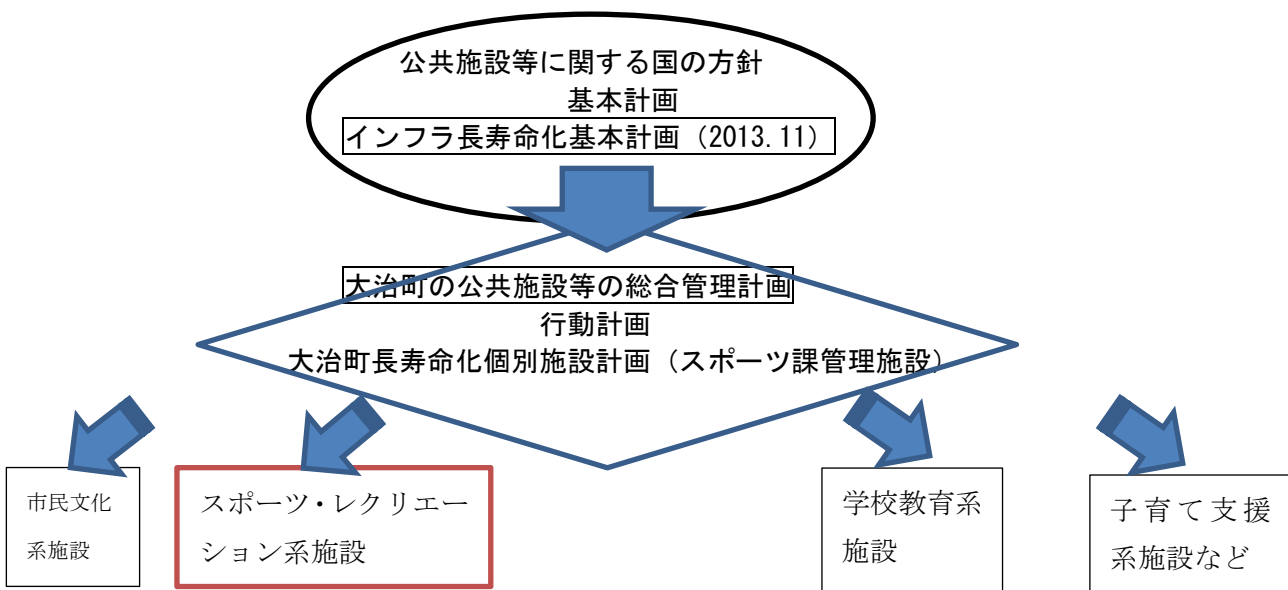 公共施設等に関する国の方針
基本計画
インフラ長寿命化基本計画（2013.11）
大治町の公共施設等の総合管理計画
行動計画
大治町長寿命化個別施設計画（スポーツ課管理施設）
市民文化
系施設
スポーツ・レクリエー
ション系施設
学校教育系
施設
子育て支援
系施設など